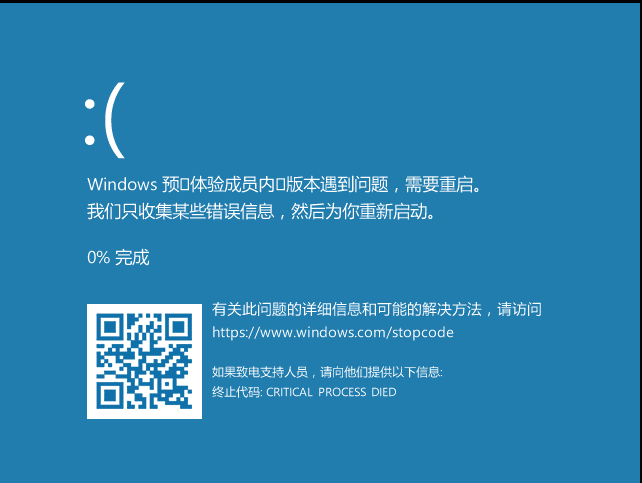 :(
Windows 预▯体验成员内▯版本遇到问题，需要重启。
我们只收集某些错误信息，然后为你重新启动。
0% 完成
有关此问题的详细信息和可能的解决方法，请访问
https://www.windows.com/stopcode
如果致电支持人员，请向他们提供以下信息:
终止代码: CRITICAL PROCESS DIED